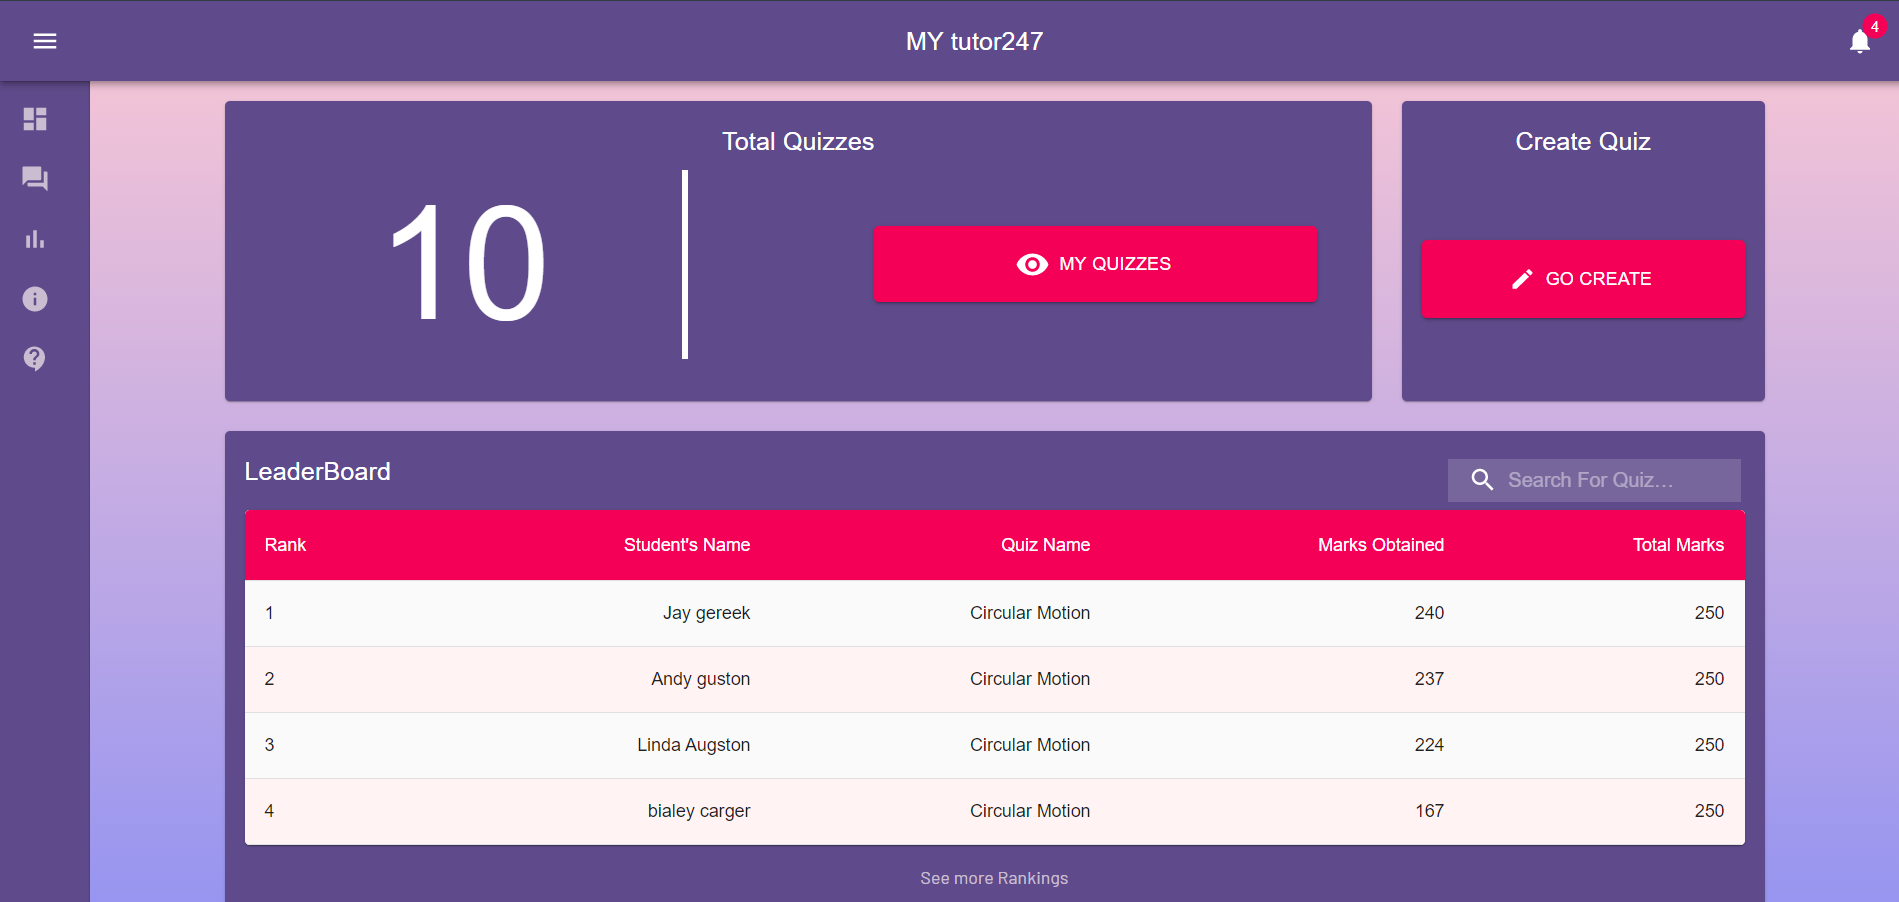 MY tutor247
4
Total Quizzes
10
MY QUIZZES
Create Quiz
GO CREATE
LeaderBoard
Search For Quiz...
Rank Student's Name Quiz Name Marks Obtained Total Marks
1 Jay gereek Circular Motion 240 250
2 Andy guston Circular Motion 237 250
3 Linda Augston Circular Motion 224 250
4 bialey carger Circular Motion 167 250
See more Rankings